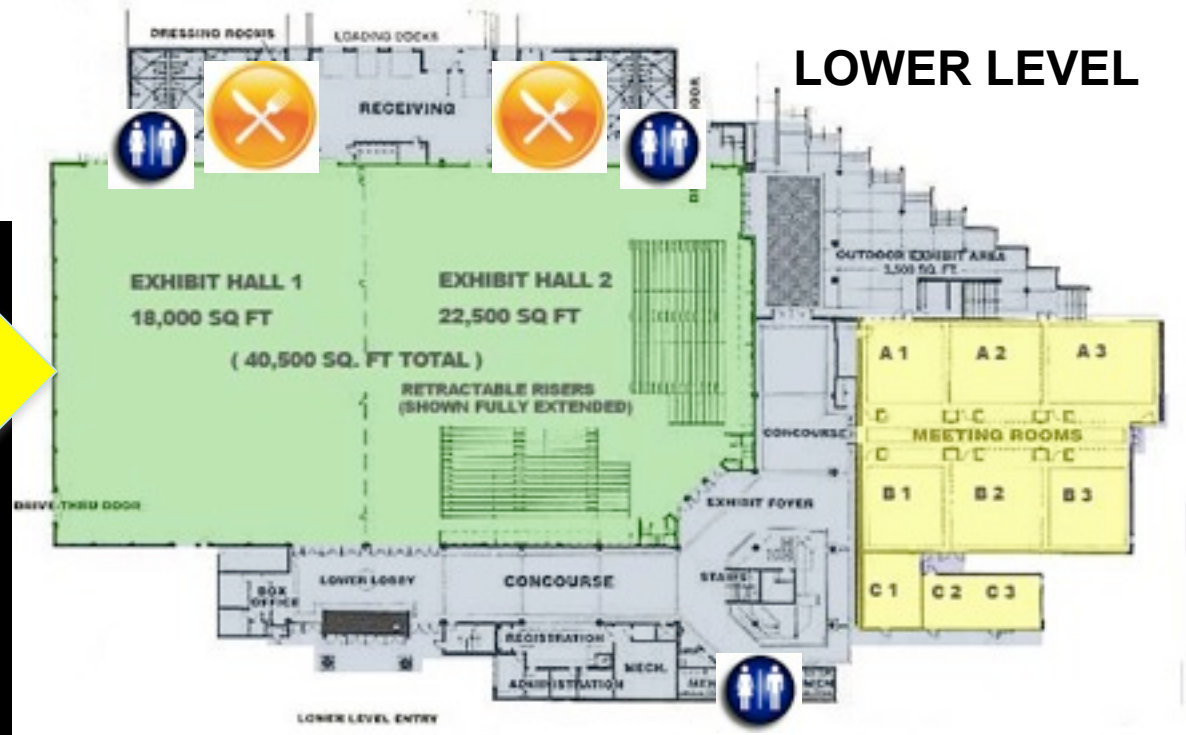 DRESSING ROOMS
LOADING DOCKS
LOWER LEVEL
RECEIVING
EXHIBIT HALL 1
18,000 SQ FT
EXHIBIT HALL 2
22,500 SQ FT
( 40,500 SQ. FT TOTAL )
RETRACTABLE RISERS
(SHOWN FULLY EXTENDED)
OUTDOOR EXHIBIT AREA
SQ. FT.
A 1
A 2
A 3
CONCOURSE
MEETING ROOMS
B 1
B 2
B 3
DRIVE-THRU DOOR
EXHIBIT FOYER
LOWER LOBBY
CONCOURSE
STAIRS
BOX
OFFICE
C 1
C 2
C 3
REGISTRATION
MECH.
ADMINISTRATION
LOWER LEVEL ENTRY